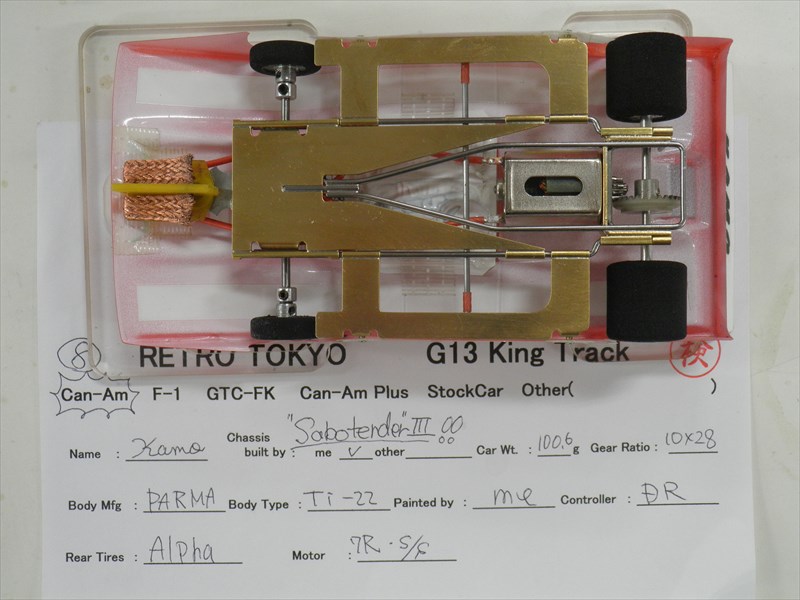 ⑧ RETRO TOKYO G13 King Track 検
Can-Am F-1 GTC-FK Can-Am Plus StockCar Other( )
Name : Kamo Chassis built by : me ✓ other "Sabotender" III Car Wt. : 100.6 g Gear Ratio : 10×28
Body Mfg : PARMA Body Type : Ti-22 Painted by : me Controller : DR
Rear Tires : Alpha Motor : 7R・S/S